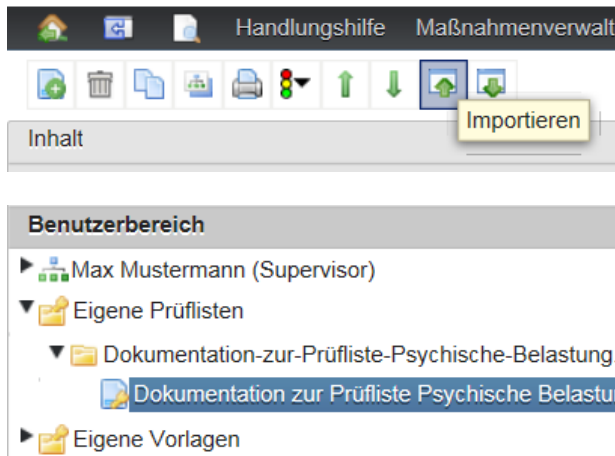 Handlungshilfe Maßnahmenverwalt
Importieren
Inhalt
Benutzerbereich
Max Mustermann (Supervisor)
Eigene Prüflisten
Dokumentation-zur-Prüfliste-Psychische-Belastung
Dokumentation zur Prüfliste Psychische Belastu
Eigene Vorlagen